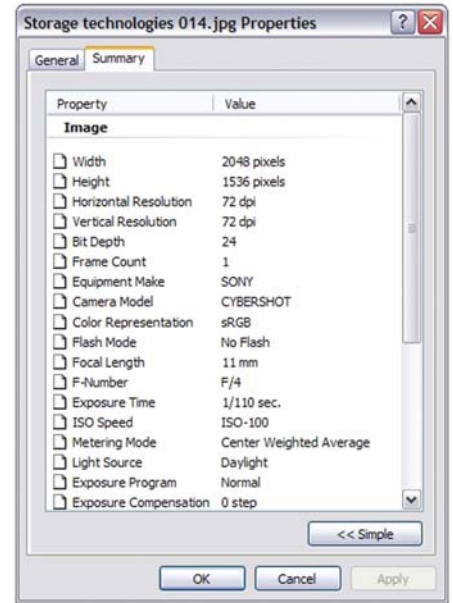 Storage technologies 014.jpg Properties
General Summary
Property Value
Image
Width 2048 pixels
Height 1536 pixels
Horizontal Resolution 72 dpi
Vertical Resolution 72 dpi
Bit Depth 24
Frame Count 1
Equipment Make SONY
Camera Model CYBERSHOT
Color Representation sRGB
Flash Mode No Flash
Focal Length 11 mm
F-Number F/4
Exposure Time 1/110 sec.
ISO Speed ISO-100
Metering Mode Center Weighted Average
Light Source Daylight
Exposure Program Normal
Exposure Compensation 0 step
<< Simple
OK Cancel Apply